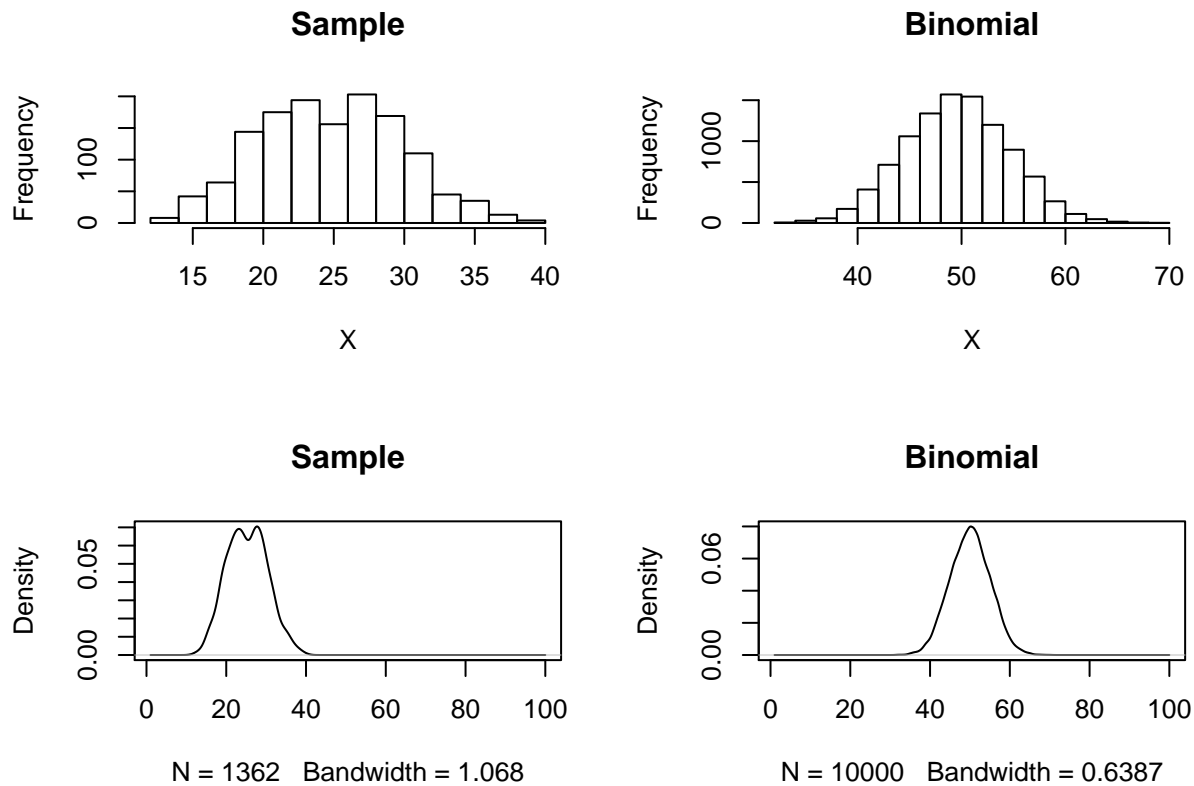 Sample
Frequency
0
100
15 20 25 30 35 40
X
Binomial
Frequency
0
1000
40 50 60 70
X
Sample
Density
0.00
0.05
0 20 40 60 80 100
N = 1362 Bandwidth = 1.068
Binomial
Density
0.00
0.06
0 20 40 60 80 100
N = 10000 Bandwidth = 0.6387